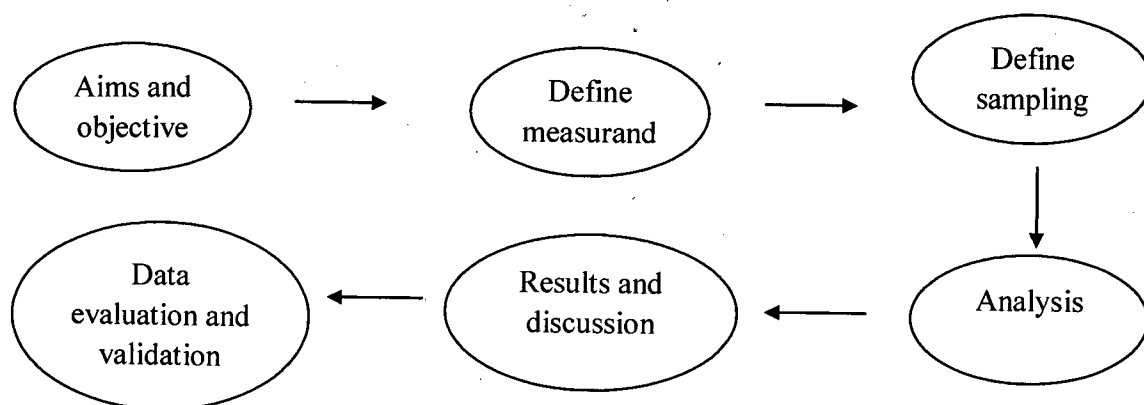 Aims and
objective
Define
measurand
Define
sampling
Analysis
Results and
discussion
Data
evaluation and
validation